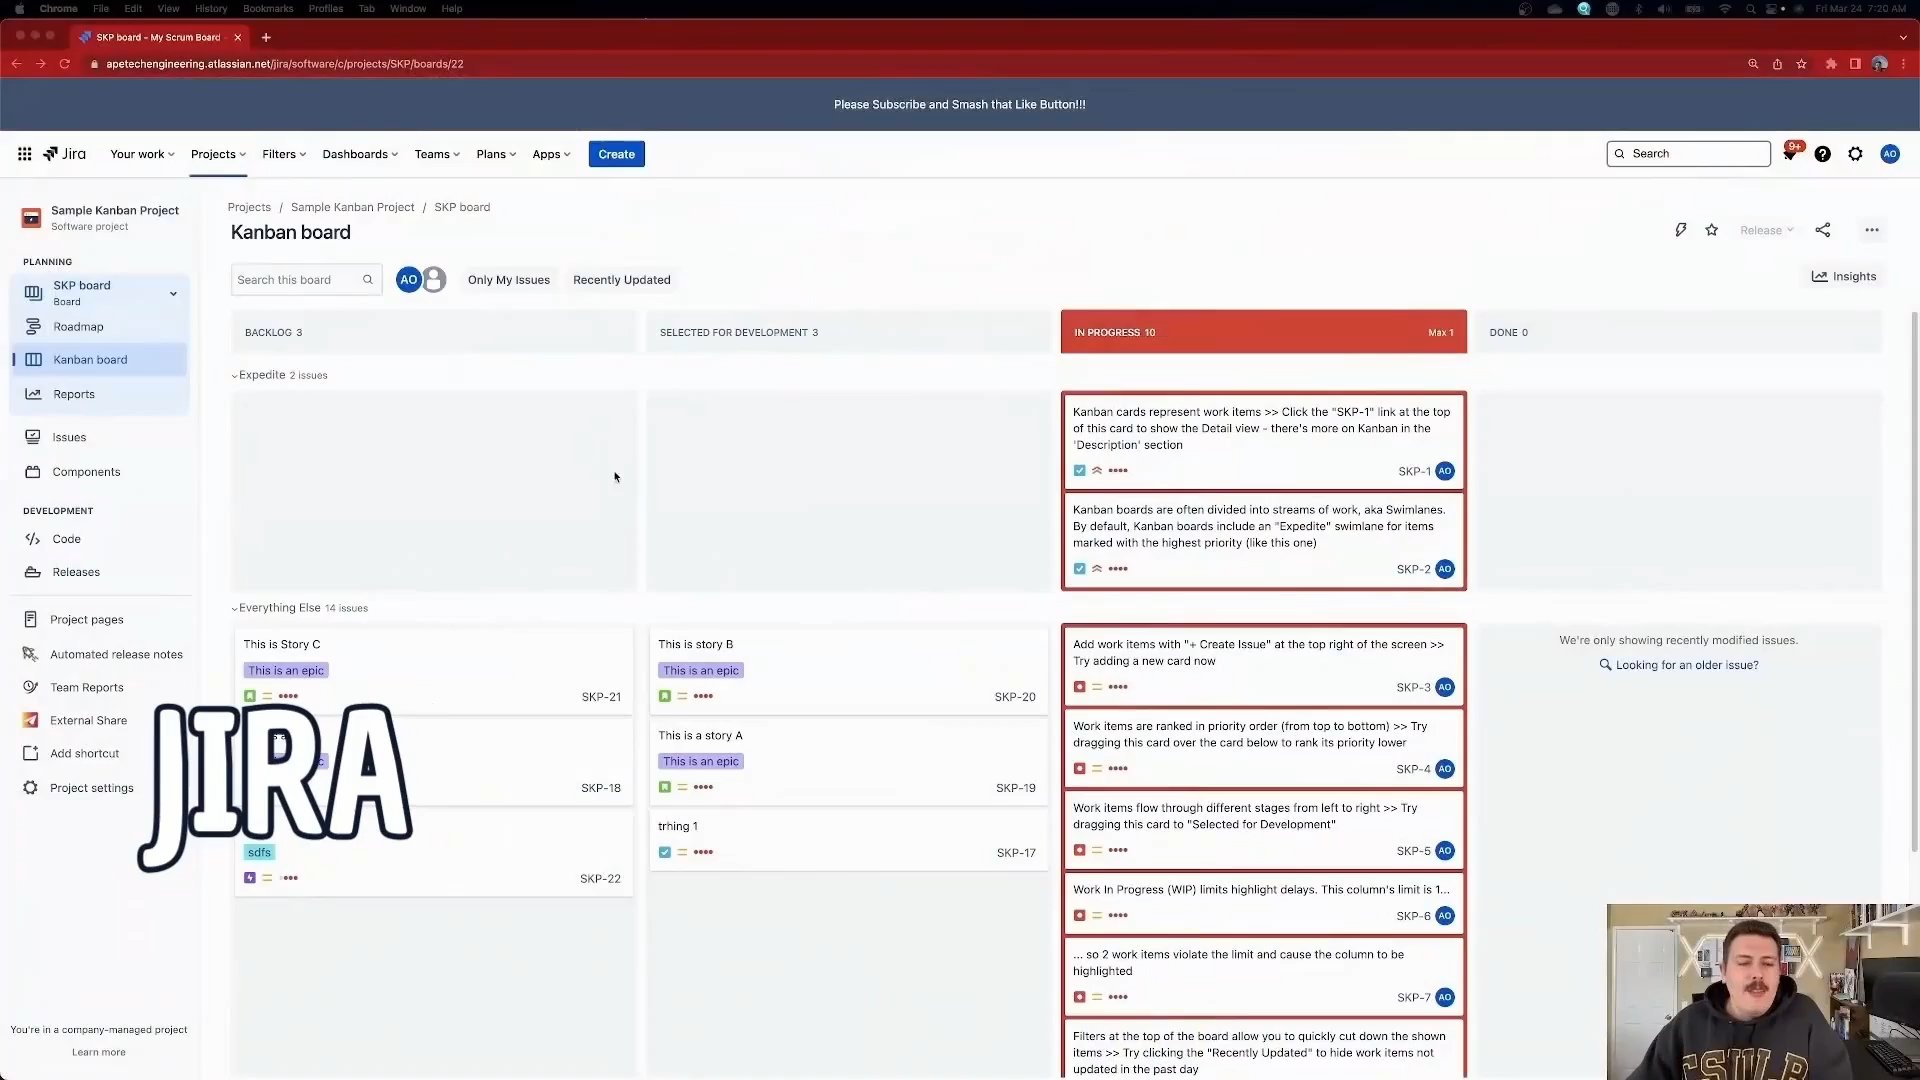 Chrome File Edit View History Bookmarks Profiles Tab Window Help
Fri Mar 24 7:20 AM
SKP board - My Scrum Board
apetechengineering.atlassian.net/jira/software/c/projects/SKP/boards/22
Please Subscribe and Smash that Like Button!!!
Jira Your work Projects Filters Dashboards Teams Plans Apps Create
Search
9+
AO
Sample Kanban Project
Software project
PLANNING
SKP board
Board
Roadmap
Kanban board
Reports
Issues
Components
DEVELOPMENT
Code
Releases
Project pages
Automated release notes
Team Reports
External Share
Add shortcut
Project settings
You're in a company-managed project
Learn more
Projects / Sample Kanban Project / SKP board
Kanban board
Release
Search this board
AO
Only My Issues
Recently Updated
Insights
BACKLOG 3
SELECTED FOR DEVELOPMENT 3
IN PROGRESS 10
Max 1
DONE 0
Expedite 2 issues
Kanban cards represent work items >> Click the "SKP-1" link at the top
of this card to show the Detail view - there's more on Kanban in the
'Description' section
SKP-1 AO
Kanban boards are often divided into streams of work, aka Swimlanes.
By default, Kanban boards include an "Expedite" swimlane for items
marked with the highest priority (like this one)
SKP-2 AO
Everything Else 14 issues
This is Story C
This is an epic
SKP-21
SKP-18
sdfs
SKP-22
This is story B
This is an epic
SKP-20
This is a story A
This is an epic
SKP-19
trhing 1
SKP-17
Add work items with "+ Create Issue" at the top right of the screen >>
Try adding a new card now
SKP-3 AO
Work items are ranked in priority order (from top to bottom) >> Try
dragging this card over the card below to rank its priority lower
SKP-4 AO
Work items flow through different stages from left to right >> Try
dragging this card to "Selected for Development"
SKP-5 AO
Work In Progress (WIP) limits highlight delays. This column's limit is 1...
SKP-6 AO
... so 2 work items violate the limit and cause the column to be
highlighted
SKP-7 AO
Filters at the top of the board allow you to quickly cut down the shown
items >> Try clicking the "Recently Updated" to hide work items not
updated in the past day
We're only showing recently modified issues.
Looking for an older issue?
JIRA
CSULB